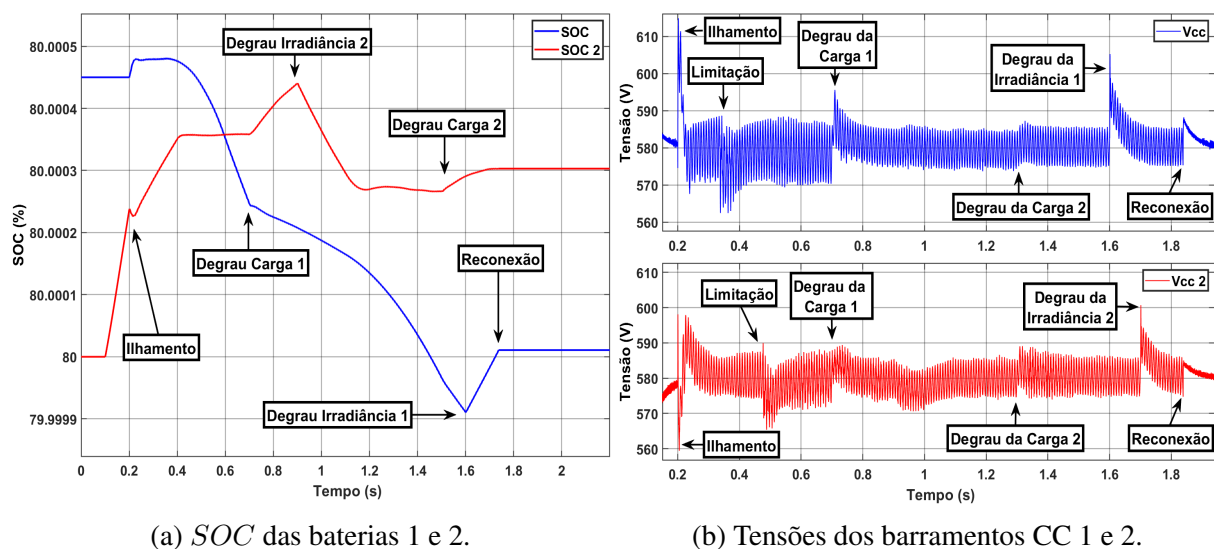 80.0005
80.0004
80.0003
80.0002
80.0001
80
79.9999
SOC (%)
SOC
SOC 2
Degrau Irradiância 2
Degrau Carga 2
Degrau Carga 1
Reconexão
Ilhamento
Degrau Irradiância 1
0 0.2 0.4 0.6 0.8 1.0 1.2 1.4 1.6 1.8 2
Tempo (s)
(a) SOC das baterias 1 e 2.
610
600
590
580
570
560
Tensão (V)
Vcc
Ilhamento
Degrau da
Carga 1
Limitação
Degrau da
Irradiância 1
Degrau da Carga 2
Reconexão
0.2 0.4 0.6 0.8 1 1.2 1.4 1.6 1.8
610
600
590
580
570
560
Tensão (V)
Vcc 2
Limitação
Degrau da
Carga 1
Degrau da
Irradiância 2
Ilhamento
Degrau da Carga 2
Reconexão
0.2 0.4 0.6 0.8 1 1.2 1.4 1.6 1.8
Tempo (s)
(b) Tensões dos barramentos CC 1 e 2.